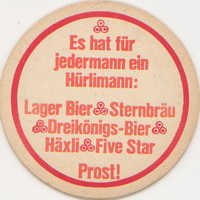 Es hat für
jedermann ein
Hürlimann:
Lager Bier Sternbräu
Dreikönigs-Bier
Häxli Five Star
Prost!